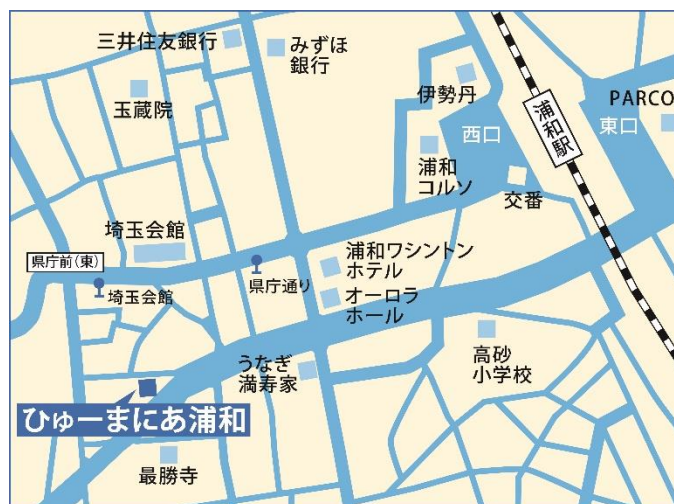 三井住友銀行
みずほ
銀行
玉蔵院
伊勢丹
西口
浦和駅
東口
PARCO
浦和
コルソ
交番
埼玉会館
県庁前(東)
埼玉会館
県庁通り
浦和ワシントン
ホテル
オーロラ
ホール
うなぎ
満寿家
高砂
小学校
ひゅーまにあ浦和
最勝寺